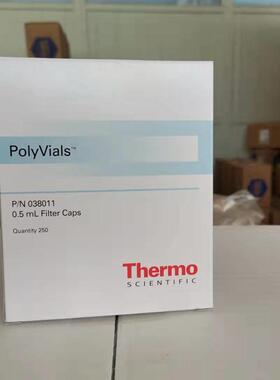 PolyVials™
P/N 038011
0.5 mL Filter Caps
Quantity 250
Thermo
SCIENTIFIC